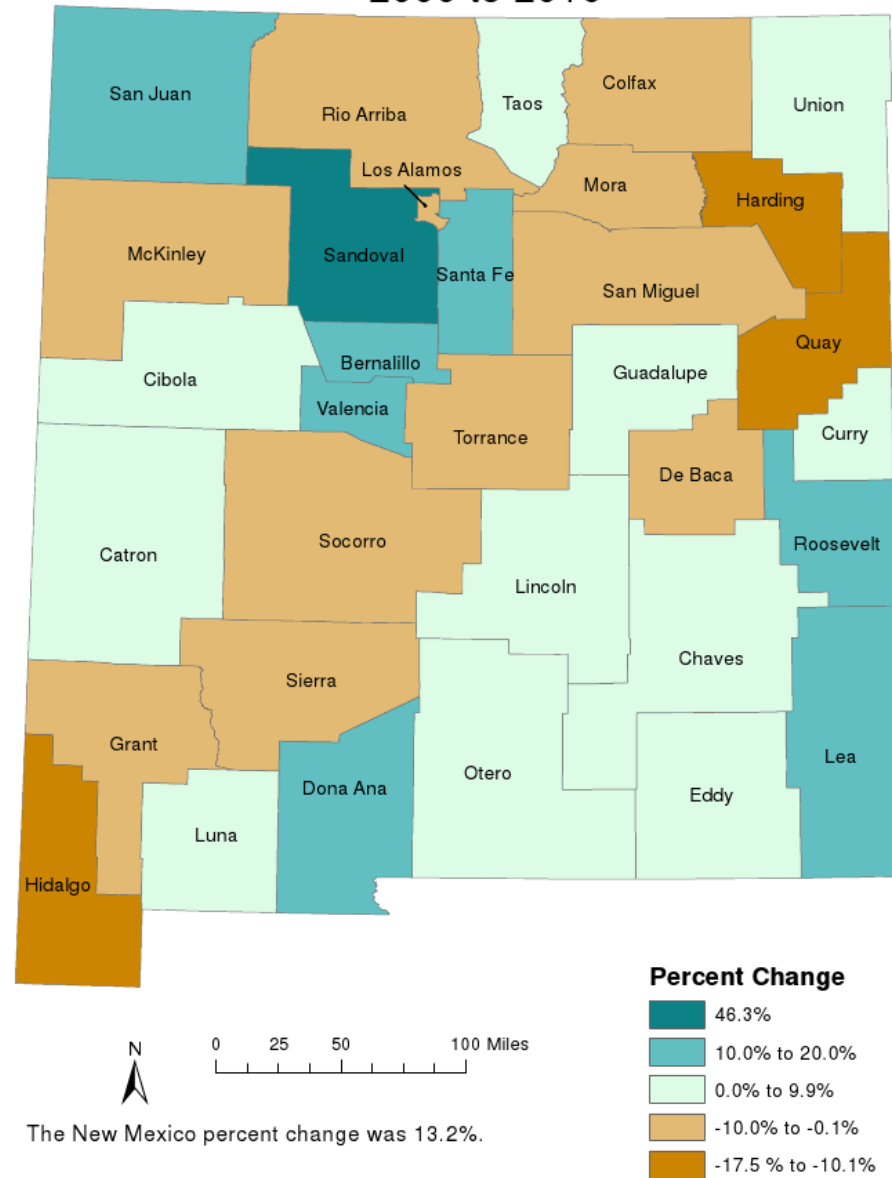 2000 to 2010
San Juan
Rio Arriba
Taos
Colfax
Union
Los Alamos
Mora
Harding
McKinley
Sandoval
Santa Fe
San Miguel
Quay
Cibola
Bernalillo
Guadalupe
Valencia
Torrance
Curry
De Baca
Catron
Socorro
Lincoln
Roosevelt
Chaves
Sierra
Grant
Dona Ana
Otero
Eddy
Lea
Luna
Hidalgo
Percent Change
46.3%
10.0% to 20.0%
0.0% to 9.9%
-10.0% to -0.1%
-17.5 % to -10.1%
N
0 25 50 100 Miles
The New Mexico percent change was 13.2%.